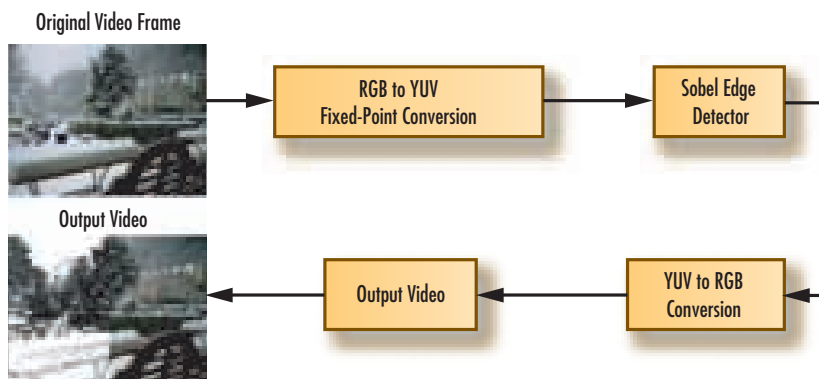 Original Video Frame
RGB to YUV
Fixed-Point Conversion
Sobel Edge
Detector
Output Video
Output Video
YUV to RGB
Conversion